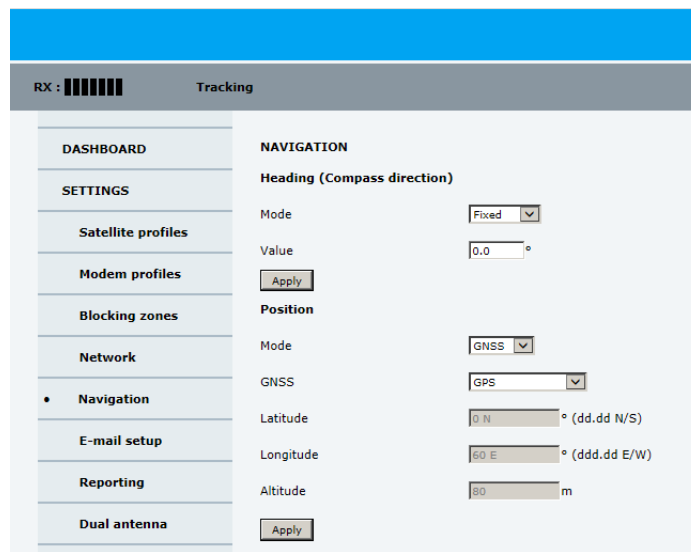 RX : Tracking
DASHBOARD
SETTINGS
Satellite profiles
Modem profiles
Blocking zones
Network
• Navigation
E-mail setup
Reporting
Dual antenna
NAVIGATION
Heading (Compass direction)
Mode Fixed
Value 0.0 °
Apply
Position
Mode GNSS
GNSS GPS
Latitude 0 N ° (dd.dd N/S)
Longitude 60 E ° (ddd.dd E/W)
Altitude 80 m
Apply